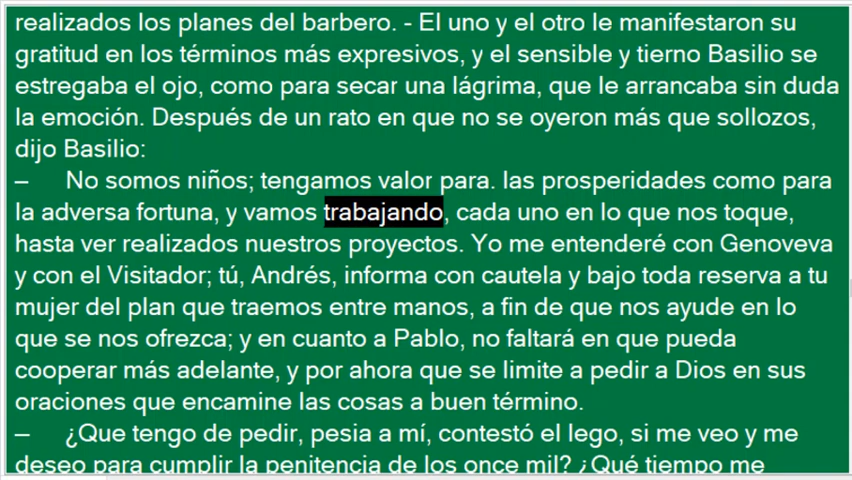 realizados los planes del barbero. - El uno y el otro le manifestaron su
gratitud en los términos más expresivos, y el sensible y tierno Basilio se
estregaba el ojo, como para secar una lágrima, que le arrancaba sin duda
la emoción. Después de un rato en que no se oyeron más que sollozos,
dijo Basilio:
– No somos niños; tengamos valor para. las prosperidades como para
la adversa fortuna, y vamos trabajando, cada uno en lo que nos toque,
hasta ver realizados nuestros proyectos. Yo me entenderé con Genoveva
y con el Visitador; tú, Andrés, informa con cautela y bajo toda reserva a tu
mujer del plan que traemos entre manos, a fin de que nos ayude en lo
que se nos ofrezca; y en cuanto a Pablo, no faltará en que pueda
cooperar más adelante, y por ahora que se limite a pedir a Dios en sus
oraciones que encamine las cosas a buen término.
– ¿Que tengo de pedir, pesia a mí, contestó el lego, si me veo y me
deseo para cumplir la penitencia de los once mil? ¿Qué tiempo me